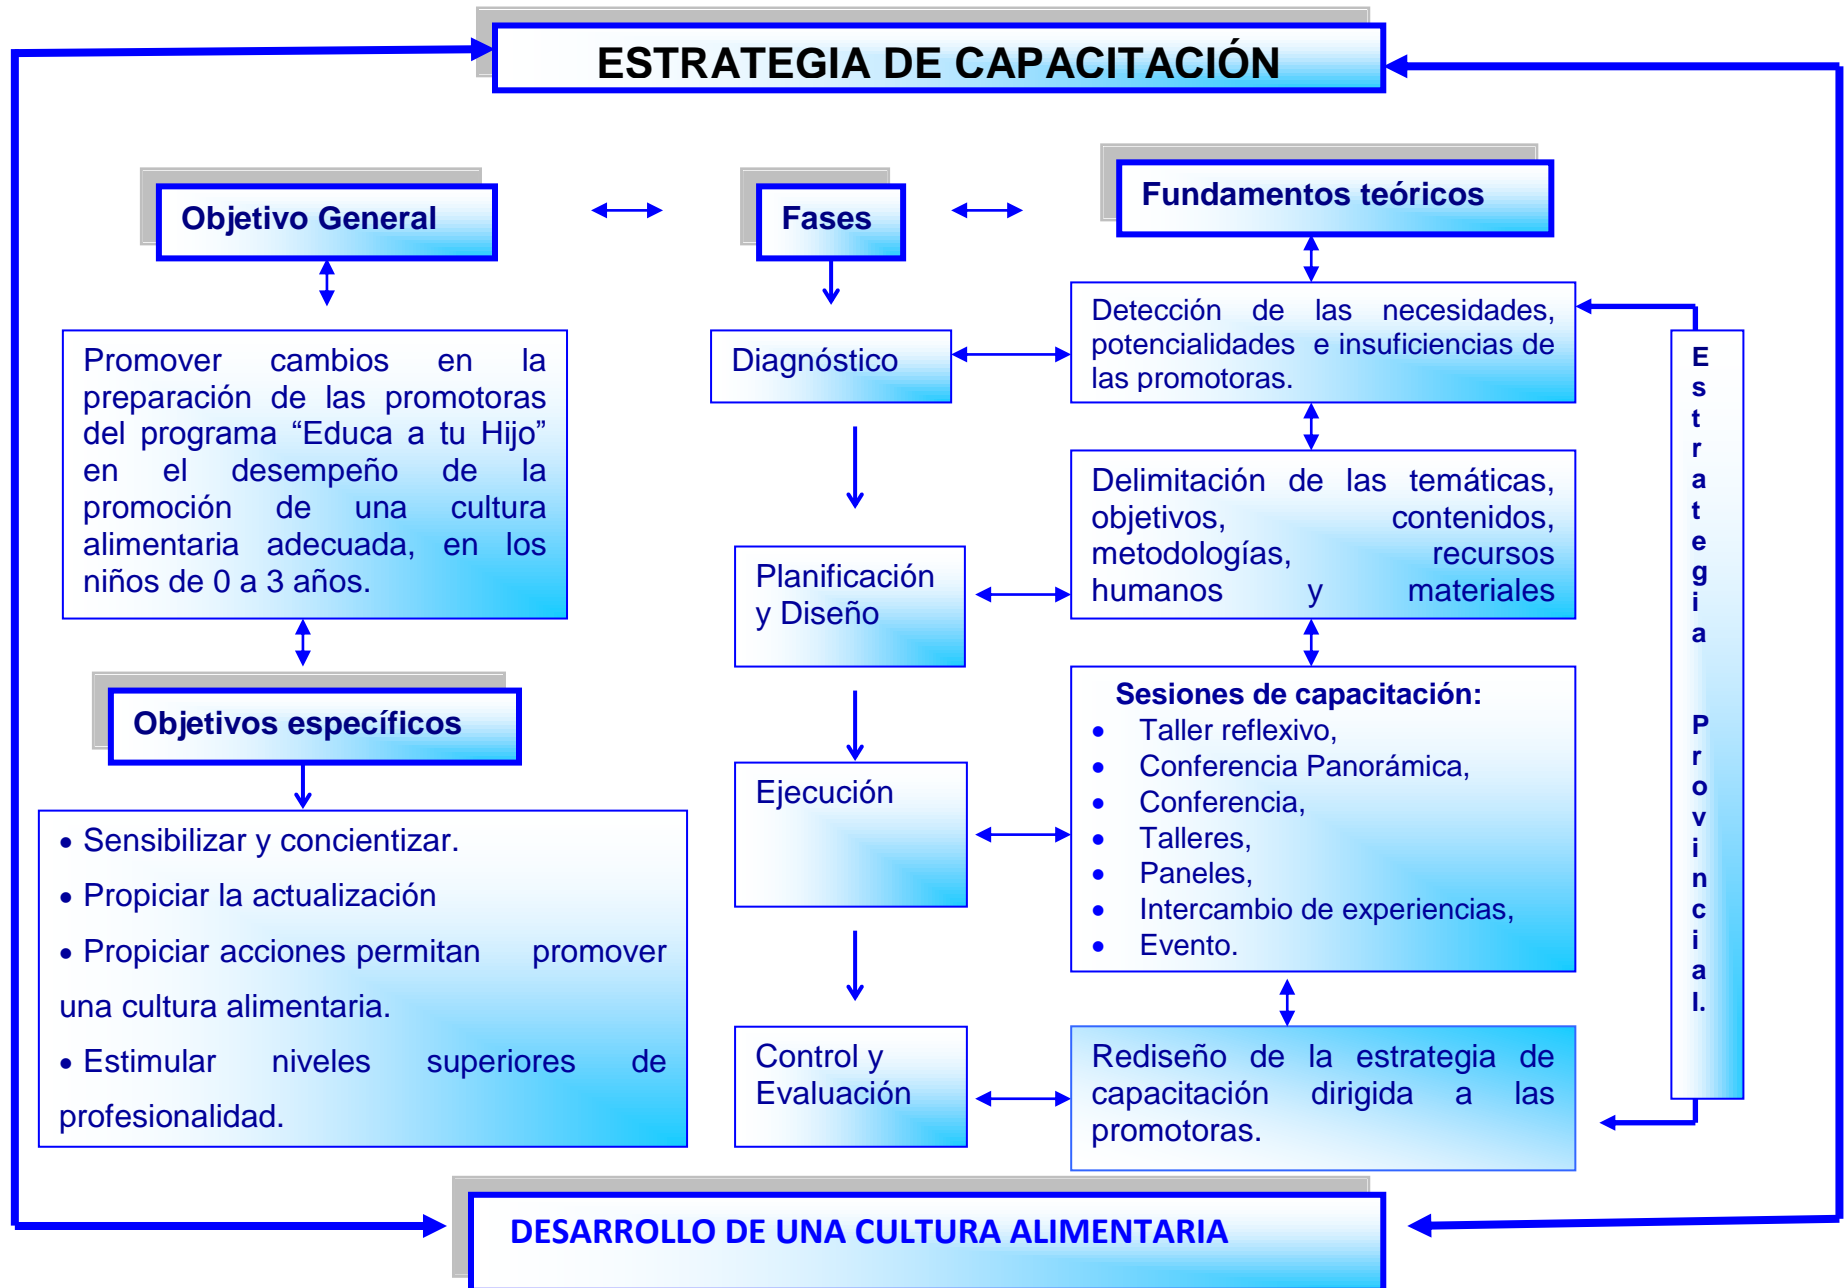 ESTRATEGIA DE CAPACITACIÓN
Objetivo General
Promover cambios en la
preparación de las promotoras
del programa “Educa a tu Hijo”
en el desempeño de la
promoción de una cultura
alimentaria adecuada, en los
niños de 0 a 3 años.
Objetivos específicos
• Sensibilizar y concientizar.
• Propiciar la actualización
• Propiciar acciones permitan promover
una cultura alimentaria.
• Estimular niveles superiores de
profesionalidad.
Fases
Diagnóstico
Planificación
y Diseño
Ejecución
Control y
Evaluación
Fundamentos teóricos
Detección de las necesidades,
potencialidades e insuficiencias de
las promotoras.
Delimitación de las temáticas,
objetivos, contenidos,
metodologías, recursos
humanos y materiales
Sesiones de capacitación:
• Taller reflexivo,
• Conferencia Panorámica,
• Conferencia,
• Talleres,
• Paneles,
• Intercambio de experiencias,
• Evento.
Rediseño de la estrategia de
capacitación dirigida a las
promotoras.
Estrategia Provincial.
DESARROLLO DE UNA CULTURA ALIMENTARIA